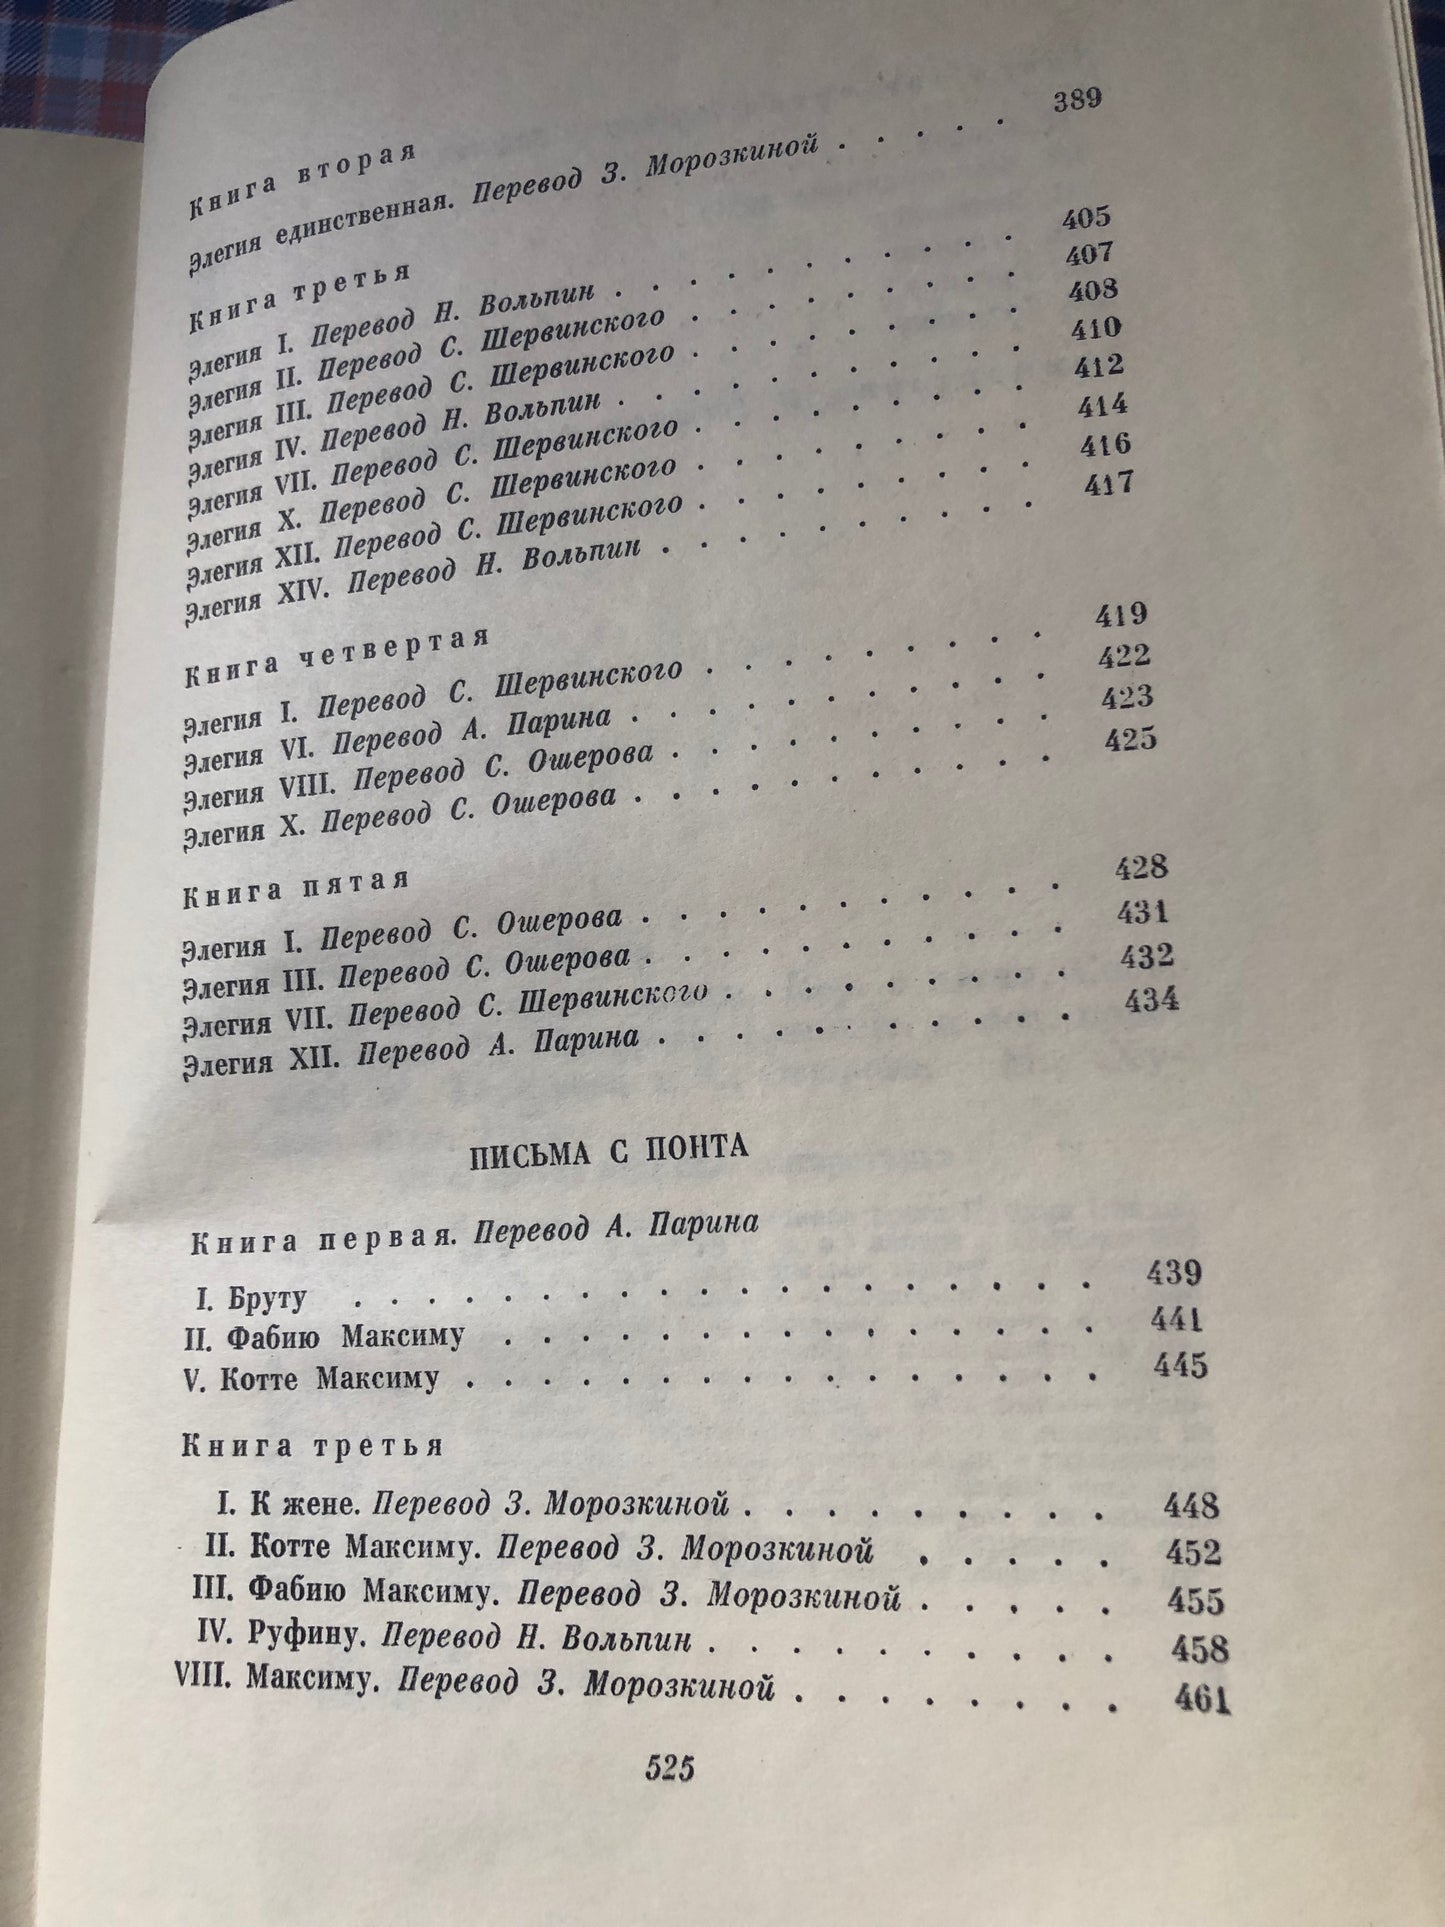 Книга вторая
Элегия единственная. Перевод З. Морозкиной . . . . . 389
Книга третья
Элегия I. Перевод Н. Вольпин . . . . . . . . . . . 405
Элегия II. Перевод С. Шервинского . . . . . . . . . 407
Элегия III. Перевод С. Шервинского . . . . . . . . . 408
Элегия IV. Перевод Н. Вольпин . . . . . . . . . . . 410
Элегия VII. Перевод С. Шервинского . . . . . . . . . 412
Элегия X. Перевод С. Шервинского . . . . . . . . . 414
Элегия XII. Перевод С. Шервинского . . . . . . . . . 416
Элегия XIV. Перевод Н. Вольпин . . . . . . . . . . 417
Книга четвертая
Элегия I. Перевод С. Шервинского . . . . . . . . . 419
Элегия VI. Перевод А. Парина . . . . . . . . . . . 422
Элегия VIII. Перевод С. Ошерова . . . . . . . . . . 423
Элегия X. Перевод С. Ошерова . . . . . . . . . . . 425
Книга пятая
Элегия I. Перевод С. Ошерова . . . . . . . . . . . 428
Элегия III. Перевод С. Ошерова . . . . . . . . . . . 431
Элегия VII. Перевод С. Шервинского . . . . . . . . . 432
Элегия XII. Перевод А. Парина . . . . . . . . . . . 434
ПИСЬМА С ПОНТА
Книга первая. Перевод А. Парина
I. Бруту . . . . . . . . . . . . . . . . . . . 439
II. Фабию Максиму . . . . . . . . . . . . . . . 441
V. Котте Максиму . . . . . . . . . . . . . . . . 445
Книга третья
I. К жене. Перевод З. Морозкиной . . . . . . . . . 448
II. Котте Максиму. Перевод З. Морозкиной . . . . . 452
III. Фабию Максиму. Перевод З. Морозкиной . . . . . 455
IV. Руфину. Перевод Н. Вольпин . . . . . . . . . . 458
VIII. Максиму. Перевод З. Морозкиной . . . . . . . . 461
525